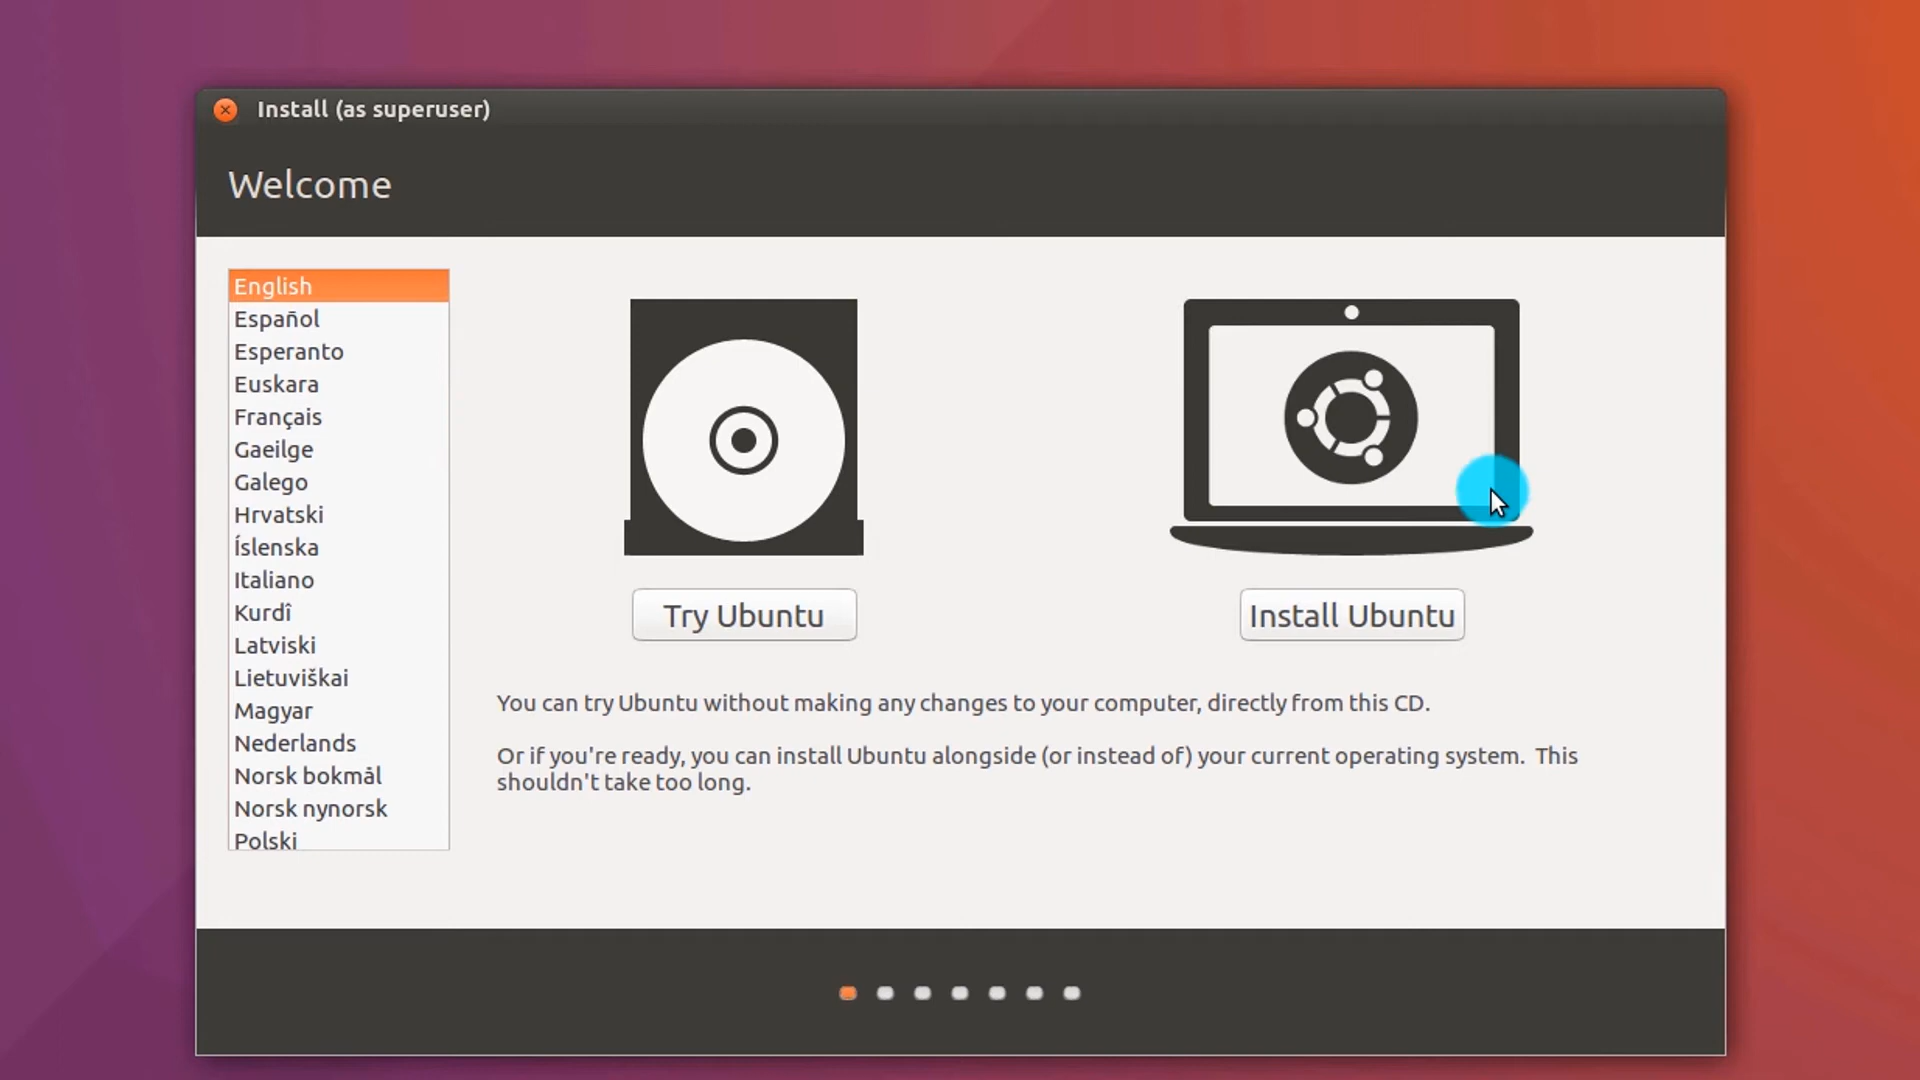 Install (as superuser)
Welcome
English
Español
Esperanto
Euskara
Français
Gaeilge
Galego
Hrvatski
Íslenska
Italiano
Kurdî
Latviski
Lietuviškai
Magyar
Nederlands
Norsk bokmål
Norsk nynorsk
Polski
Try Ubuntu
Install Ubuntu
You can try Ubuntu without making any changes to your computer, directly from this CD.
Or if you're ready, you can install Ubuntu alongside (or instead of) your current operating system. This
shouldn't take too long.